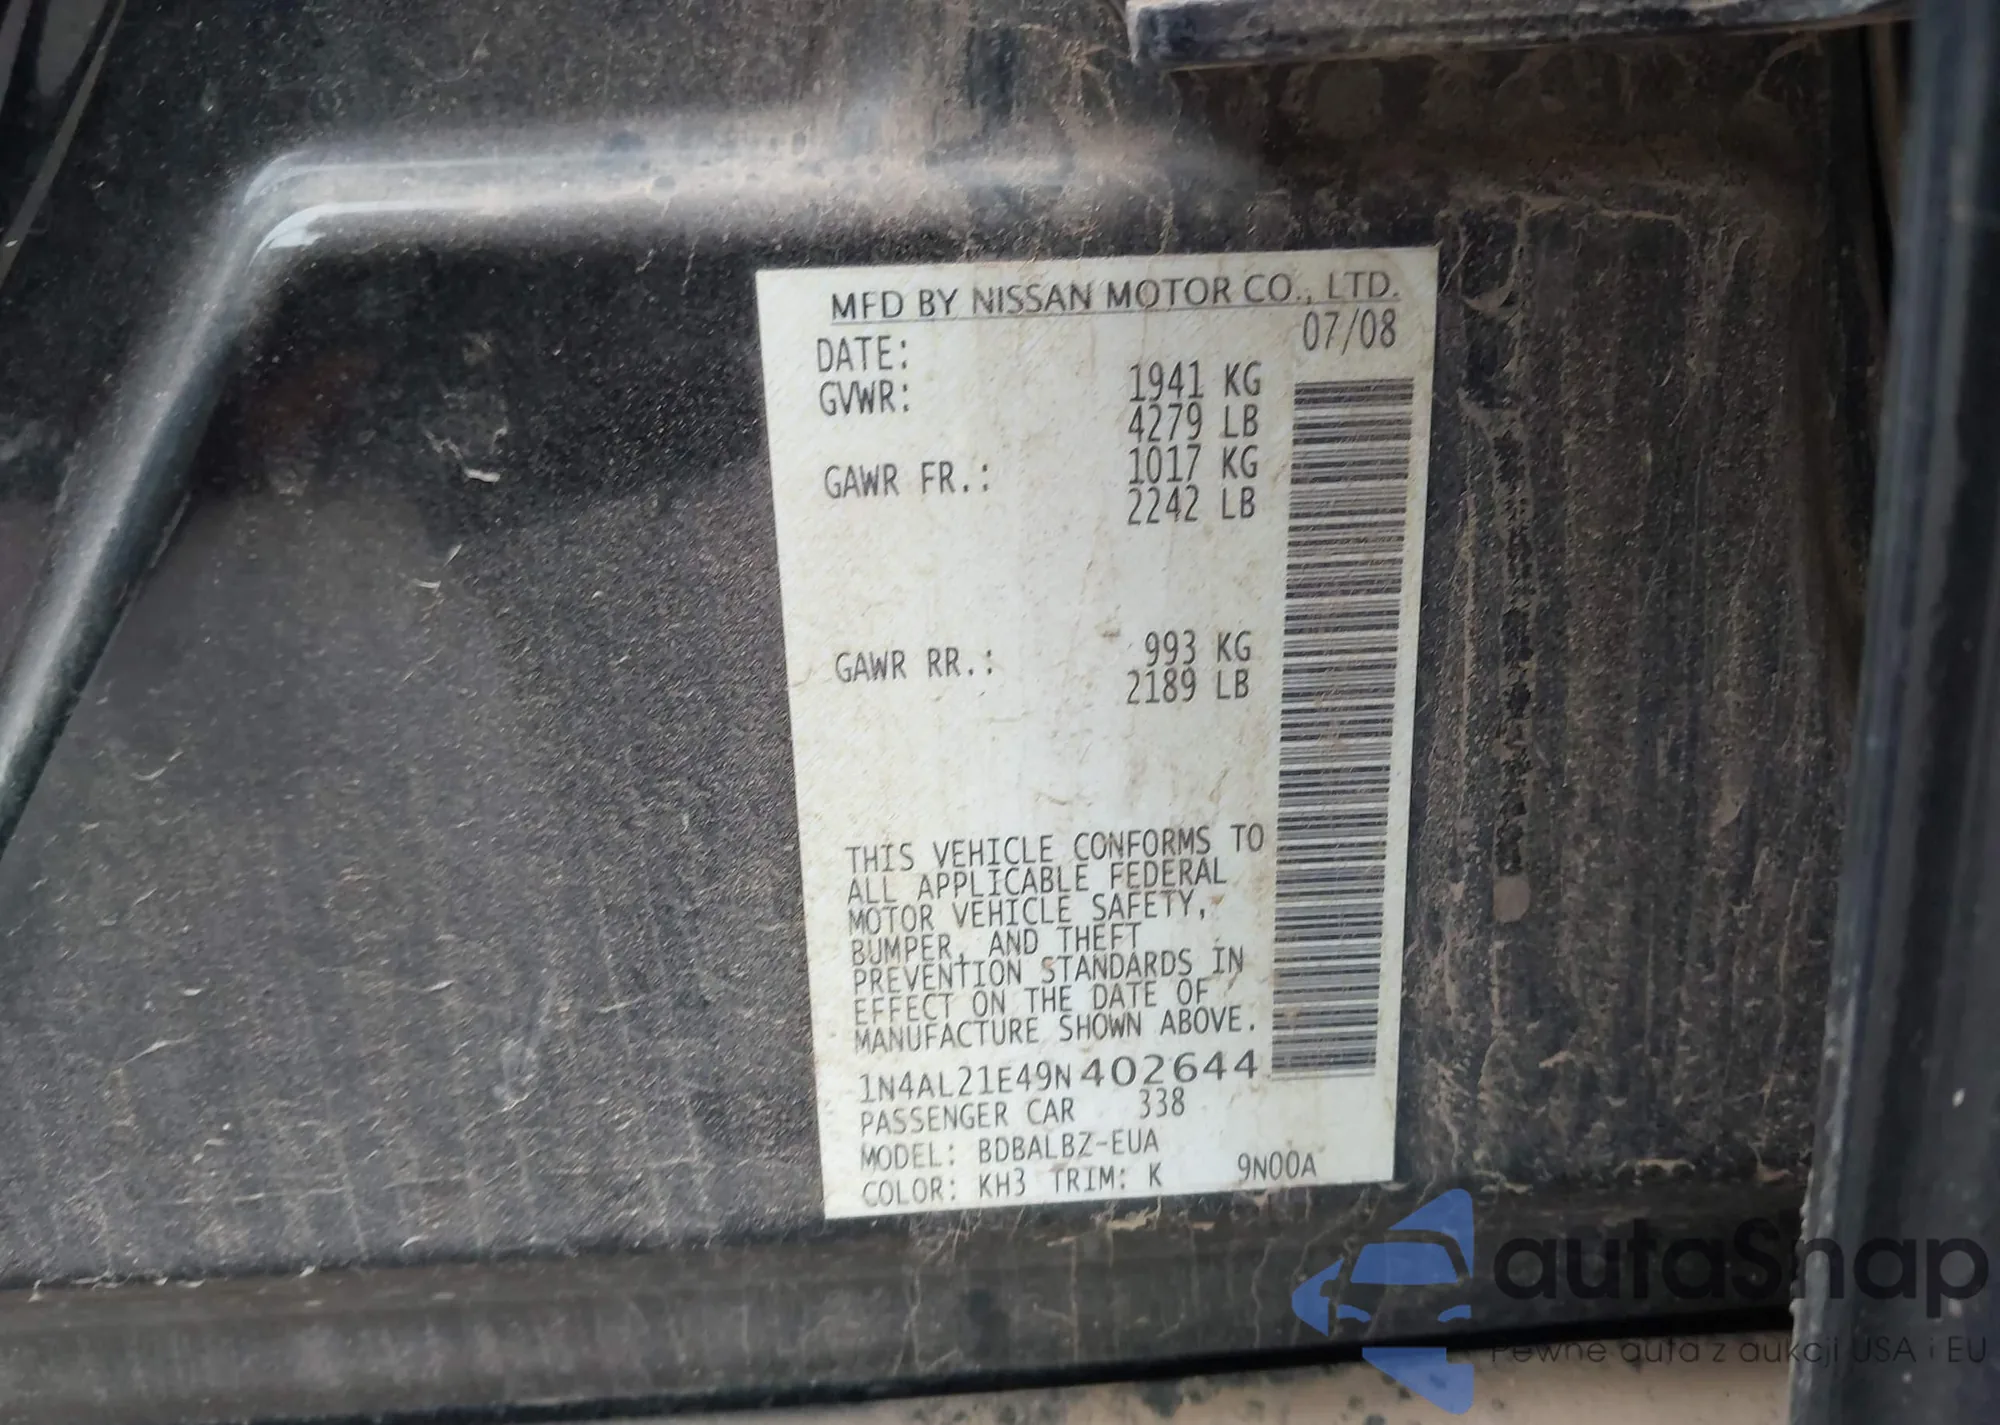 MFD BY NISSAN MOTOR CO., LTD.
DATE: 07/08
GVWR: 1941 KG
4279 LB
GAWR FR.: 1017 KG
2242 LB
GAWR RR.: 993 KG
2189 LB
THIS VEHICLE CONFORMS TO
ALL APPLICABLE FEDERAL
MOTOR VEHICLE SAFETY,
BUMPER, AND THEFT
PREVENTION STANDARDS IN
EFFECT ON THE DATE OF
MANUFACTURE SHOWN ABOVE.
1N4AL21E49N402644
PASSENGER CAR 338
MODEL: BDBALBZ-EUA
COLOR: KH3 TRIM: K 9N00A
autaSnap
Pewne auta z aukcji USA i EU